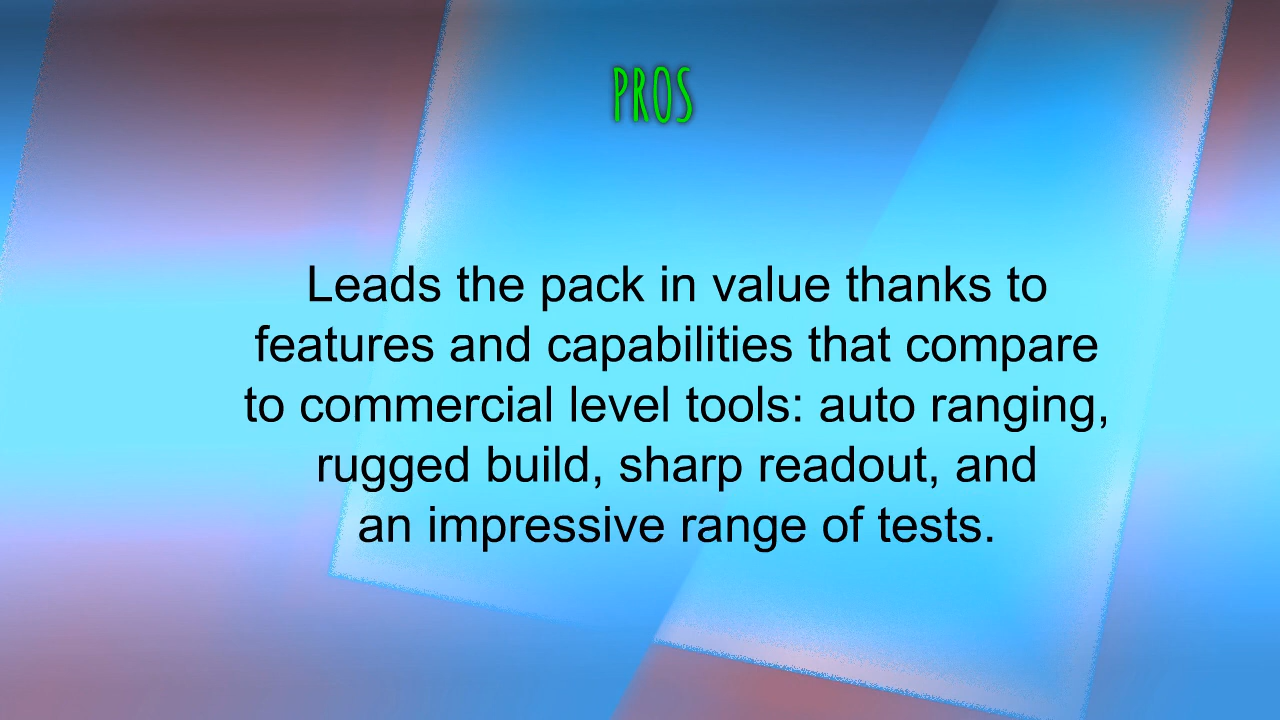 PROS
Leads the pack in value thanks to
features and capabilities that compare
to commercial level tools: auto ranging,
rugged build, sharp readout, and
an impressive range of tests.